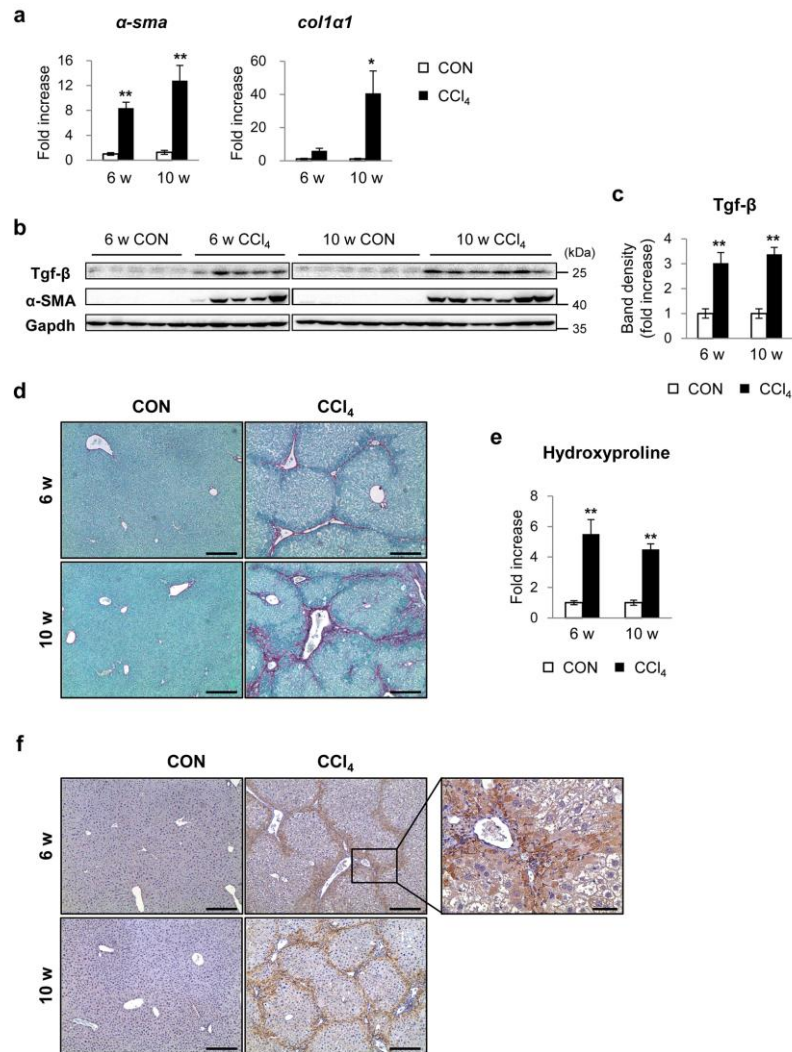 a
α-sma
col1α1
Fold increase
16
12
8
4
0
**
**
6 w
10 w
Fold increase
60
40
20
0
*
6 w
10 w
CON
CCl₄
b
6 w CON
6 w CCl₄
10 w CON
10 w CCl₄
(kDa)
Tgf-β
25
α-SMA
40
Gapdh
35
c
Tgf-β
Band density
(fold increase)
5
4
3
2
1
0
**
**
6 w
10 w
CON
CCl₄
d
CON
CCl₄
6 w
10 w
e
Hydroxyproline
Fold increase
8
6
4
2
0
**
**
6 w
10 w
CON
CCl₄
f
CON
CCl₄
6 w
10 w